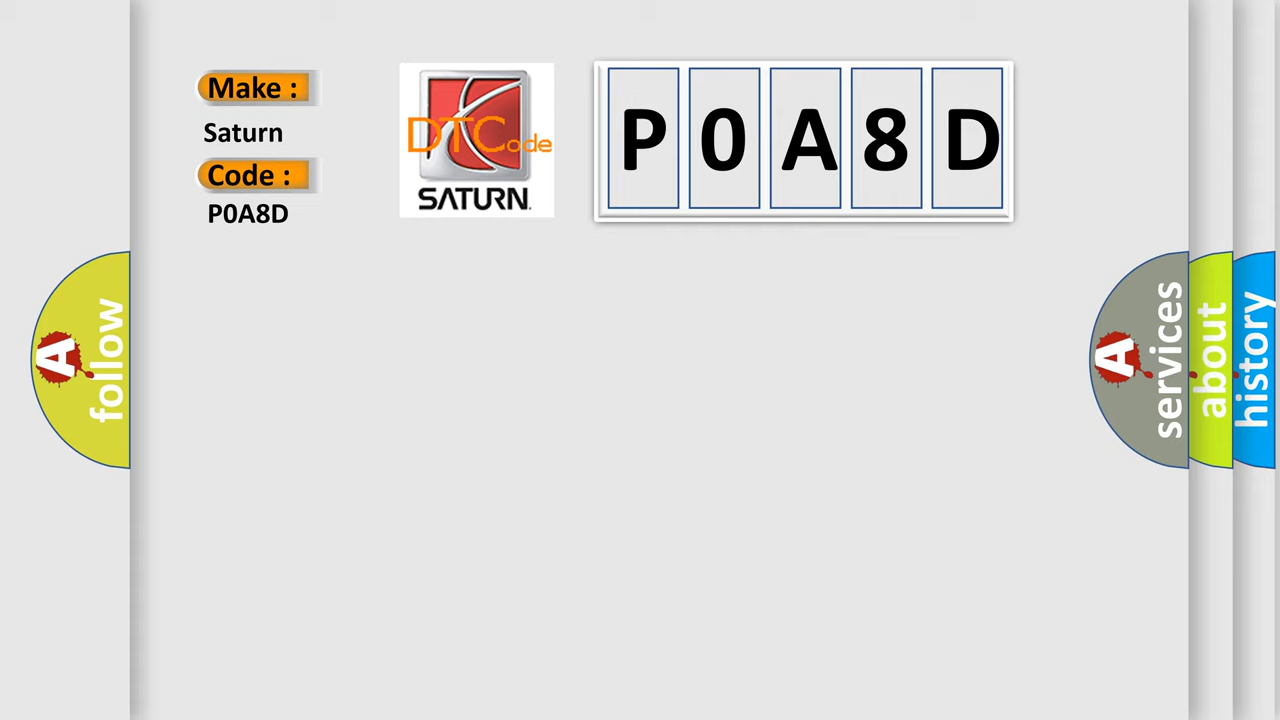 Make :
Saturn
Code :
P0A8D
DTCode
SATURN.
P 0 A 8 D
A follow
A services
about
history